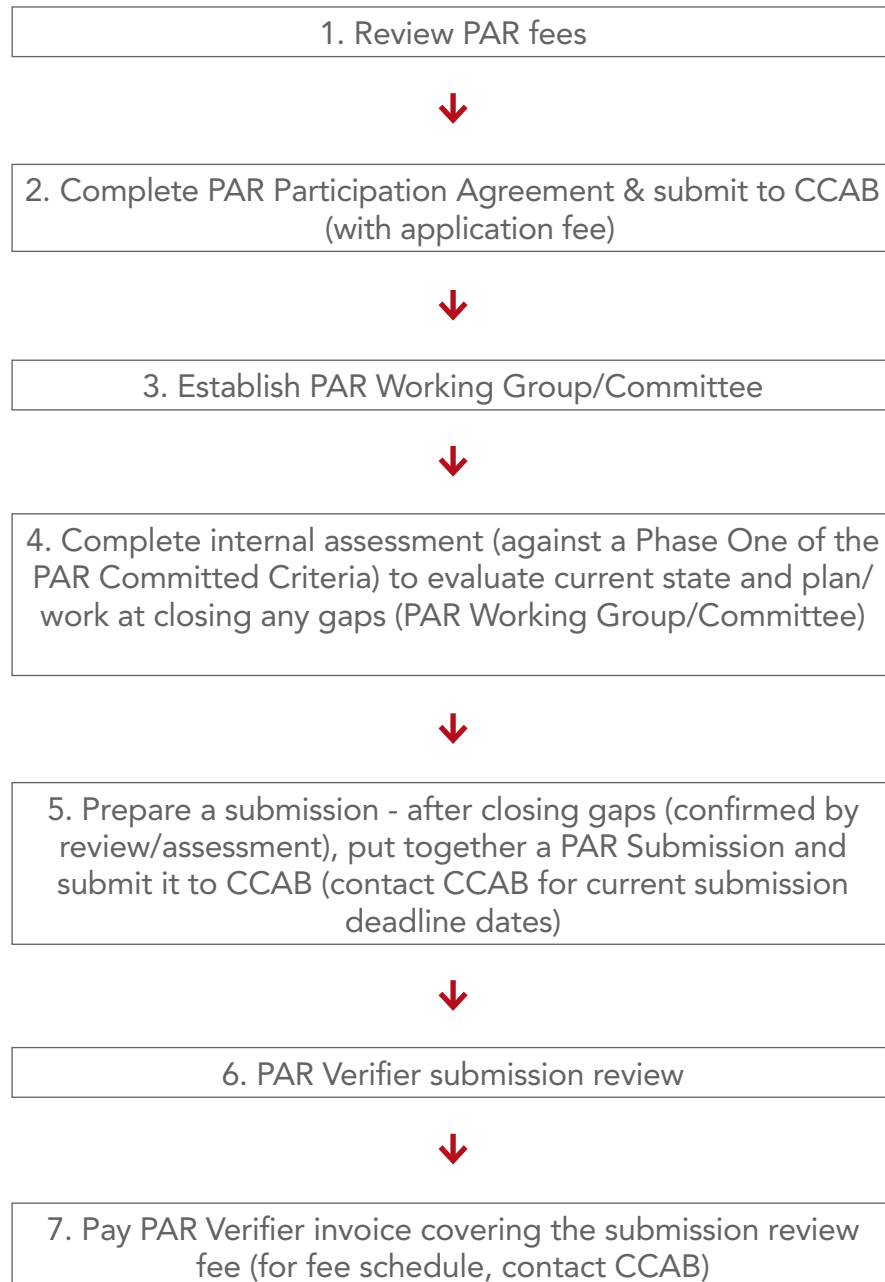 1. Review PAR fees
2. Complete PAR Participation Agreement & submit to CCAB
(with application fee)
3. Establish PAR Working Group/Committee
4. Complete internal assessment (against a Phase One of the
PAR Committed Criteria) to evaluate current state and plan/
work at closing any gaps (PAR Working Group/Committee)
5. Prepare a submission - after closing gaps (confirmed by
review/assessment), put together a PAR Submission and
submit it to CCAB (contact CCAB for current submission
deadline dates)
6. PAR Verifier submission review
7. Pay PAR Verifier invoice covering the submission review
fee (for fee schedule, contact CCAB)